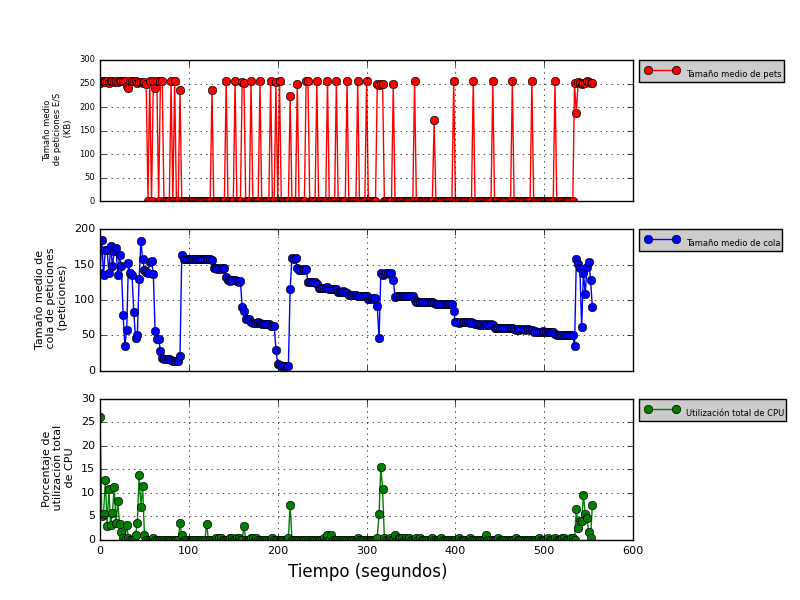 300
250
200
150
100
50
0
Tamaño medio
de peticiones E/S
(KB)
Tamaño medio de pets
200
150
100
50
0
Tamaño medio de
cola de peticiones
(peticiones)
Tamaño medio de cola
30
25
20
15
10
5
0
Porcentaje de
utilización total
de CPU
Utilización total de CPU
0 100 200 300 400 500 600
Tiempo (segundos)